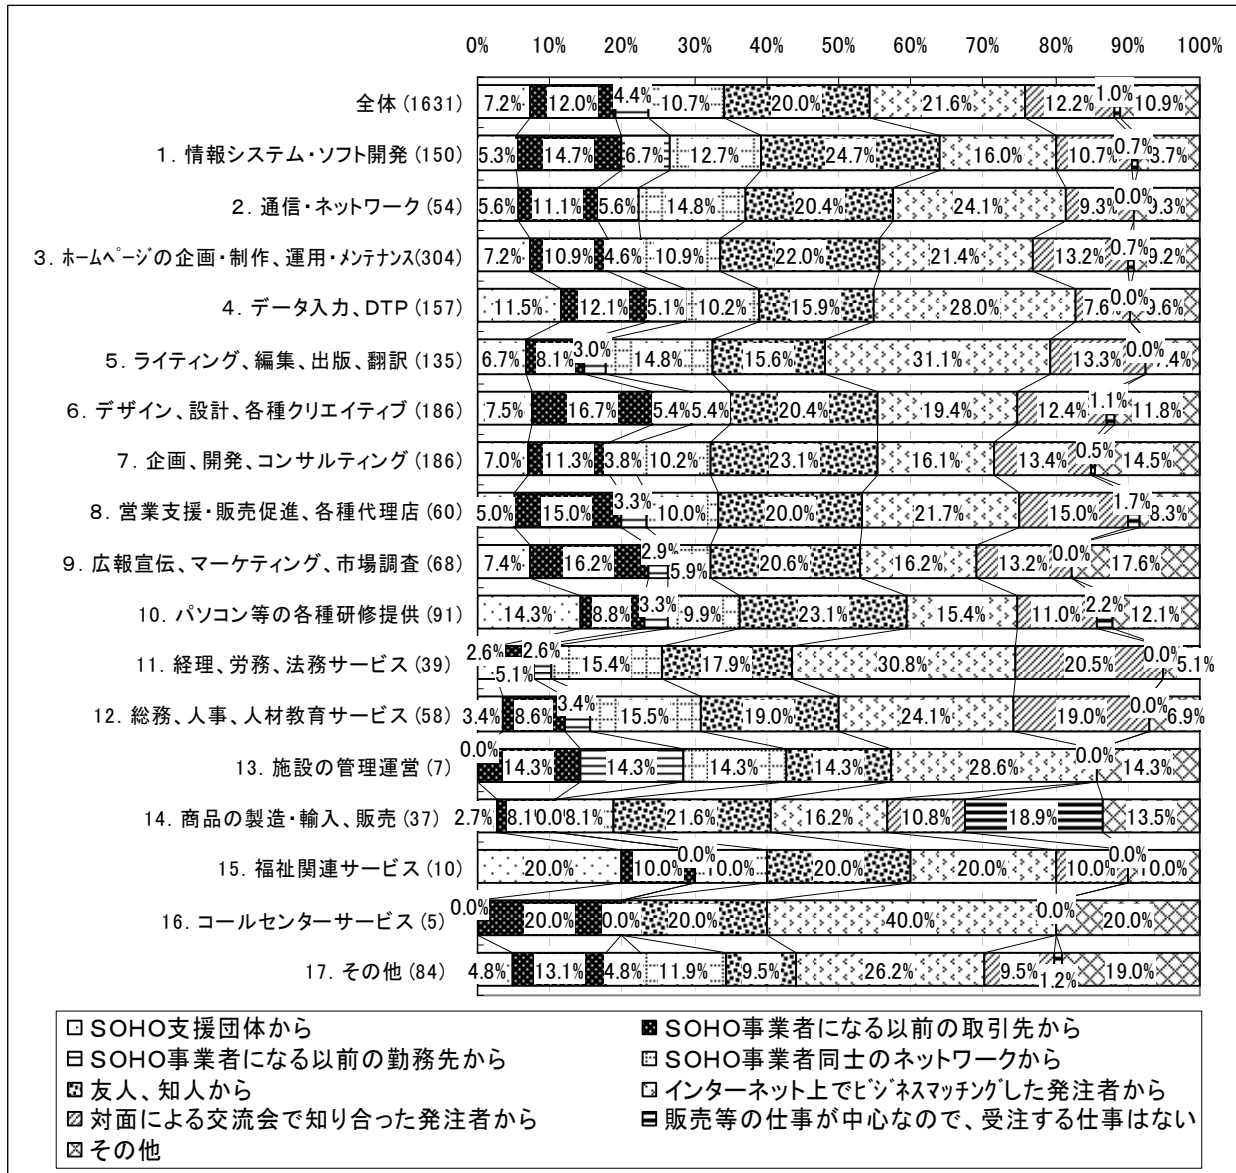 0% 10% 20% 30% 40% 50% 60% 70% 80% 90% 100%
全体(1631) 7.2% 12.0% 4.4% 10.7% 20.0% 21.6% 12.2% 1.0% 10.9%
1. 情報システム・ソフト開発(150) 5.3% 14.7% 6.7% 12.7% 24.7% 16.0% 10.7% 0.7% 3.7%
2. 通信・ネットワーク(54) 5.6% 11.1% 5.6% 14.8% 20.4% 24.1% 9.3% 0.0% 9.3%
3. ホームページの企画・制作、運用・メンテナンス(304) 7.2% 10.9% 4.6% 10.9% 22.0% 21.4% 13.2% 0.7% 9.2%
4. データ入力、DTP(157) 11.5% 12.1% 5.1% 10.2% 15.9% 28.0% 7.6% 0.0% 9.6%
5. ライティング、編集、出版、翻訳(135) 6.7% 8.1% 3.0% 14.8% 15.6% 31.1% 13.3% 0.0% 7.4%
6. デザイン、設計、各種クリエイティブ(186) 7.5% 16.7% 5.4% 5.4% 20.4% 19.4% 12.4% 1.1% 11.8%
7. 企画、開発、コンサルティング(186) 7.0% 11.3% 3.8% 10.2% 23.1% 16.1% 13.4% 0.5% 14.5%
8. 営業支援・販売促進、各種代理店(60) 5.0% 15.0% 3.3% 10.0% 20.0% 21.7% 15.0% 1.7% 8.3%
9. 広報宣伝、マーケティング、市場調査(68) 7.4% 16.2% 2.9% 5.9% 20.6% 16.2% 13.2% 0.0% 17.6%
10. パソコン等の各種研修提供(91) 14.3% 8.8% 3.3% 9.9% 23.1% 15.4% 11.0% 2.2% 12.1%
11. 経理、労務、法務サービス(39) 2.6% 2.6% 5.1% 15.4% 17.9% 30.8% 20.5% 0.0% 5.1%
12. 総務、人事、人材教育サービス(58) 3.4% 8.6% 3.4% 15.5% 19.0% 24.1% 19.0% 0.0% 6.9%
13. 施設の管理運営(7) 0.0% 14.3% 14.3% 14.3% 14.3% 28.6% 0.0% 14.3%
14. 商品の製造・輸入、販売(37) 2.7% 8.1% 0.0% 8.1% 21.6% 16.2% 10.8% 18.9% 13.5%
15. 福祉関連サービス(10) 20.0% 10.0% 0.0% 10.0% 20.0% 20.0% 10.0% 0.0% 10.0%
16. コールセンターサービス(5) 0.0% 20.0% 0.0% 20.0% 40.0% 0.0% 20.0%
17. その他(84) 4.8% 13.1% 4.8% 11.9% 9.5% 26.2% 9.5% 1.2% 19.0%
SOHO支援団体から SOHO事業者になる以前の取引先から
SOHO事業者になる以前の勤務先から SOHO事業者同士のネットワークから
友人、知人から インターネット上でビジネスマッチングした発注者から
対面による交流会で知り合った発注者から 販売等の仕事が中心なので、受注する仕事はない
その他